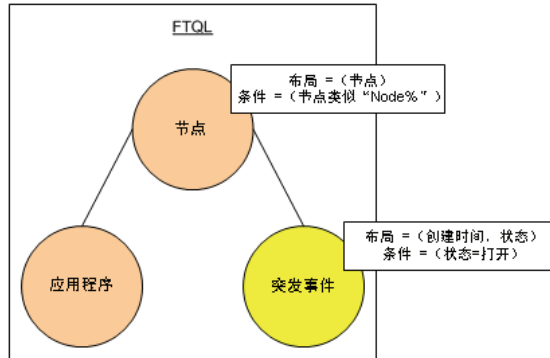 FTQL
布局 =（节点）
条件 =（节点类似“Node%”）
节点
布局 =（创建时间，状态）
条件 =（状态=打开）
应用程序
突发事件